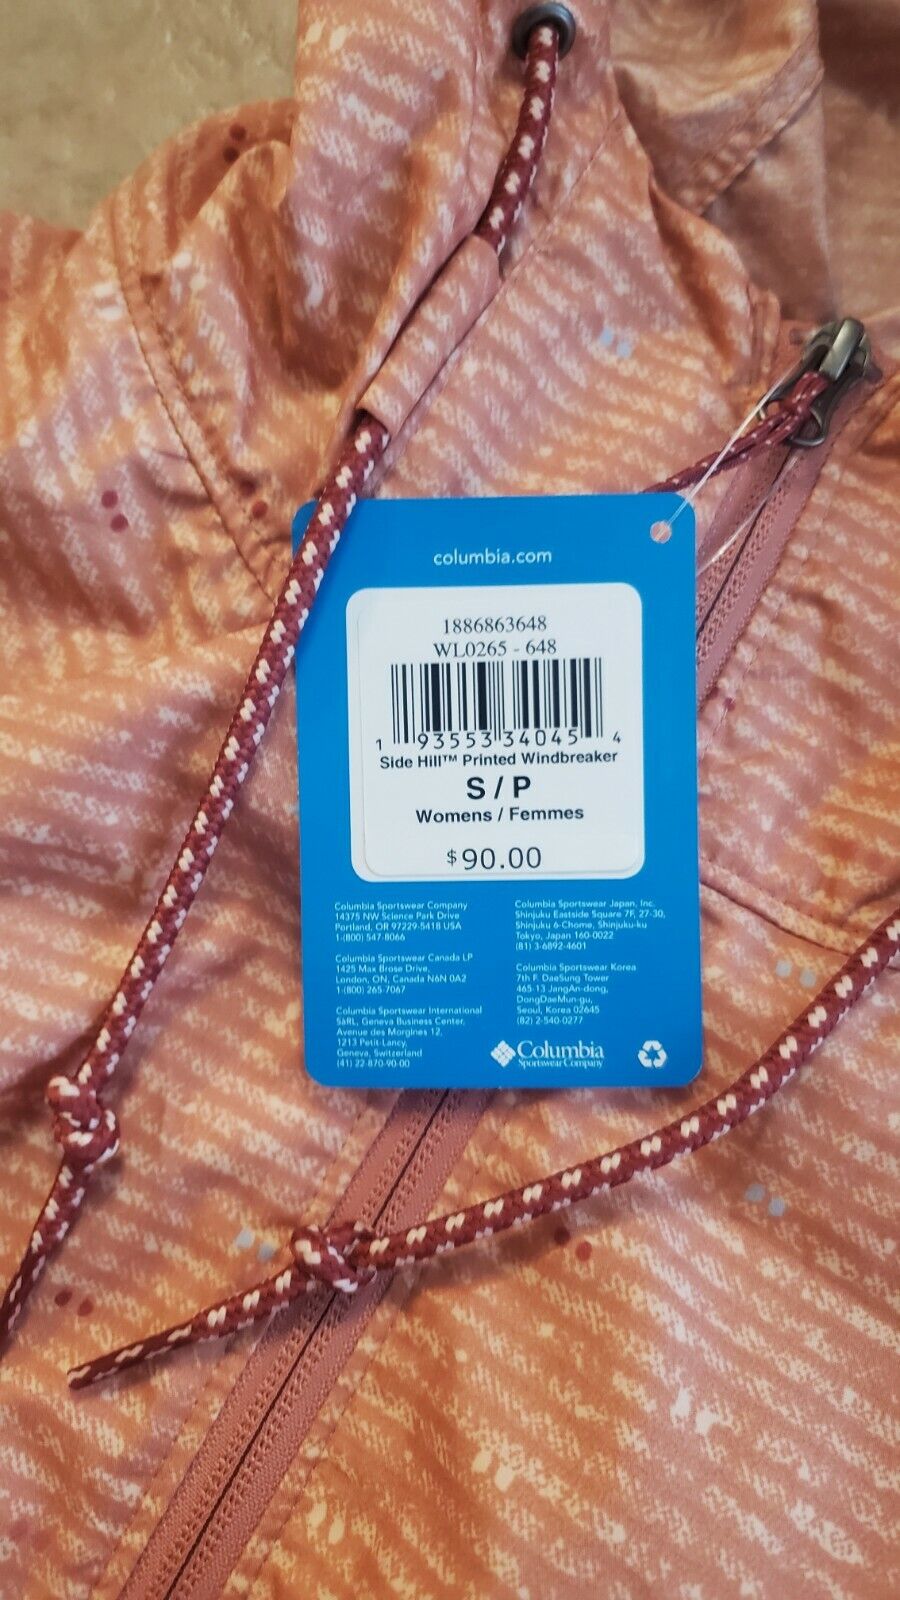 columbia.com
1886863648
WL0265 - 648
1 93553 34045 4
Side Hill™ Printed Windbreaker
S / P
Womens / Femmes
$90.00
Columbia Sportswear Company
14375 NW Science Park Drive
Portland, OR 97229-5418 USA
1-(800) 547-8066
Columbia Sportswear Canada LP
1425 Max Brose Drive,
London, ON, Canada N6N 0A2
1-(800) 265-7067
Columbia Sportswear International
SàRL, Geneva Business Center,
Avenue des Morgines 12,
1213 Petit-Lancy,
Geneva, Switzerland
(41) 22-870-90-00
Columbia Sportswear Japan, Inc.
Shinjuku Eastside Square 7F, 27-30,
Shinjuku 6-Chome, Shinjuku-ku
Tokyo, Japan 160-0022
(81) 3-6892-4601
Columbia Sportswear Korea
7th F. DaeSung Tower
465-13 JangAn-dong,
DongDaeMun-gu,
Seoul, Korea 02645
(82) 2-540-0277
Columbia
Sportswear Company